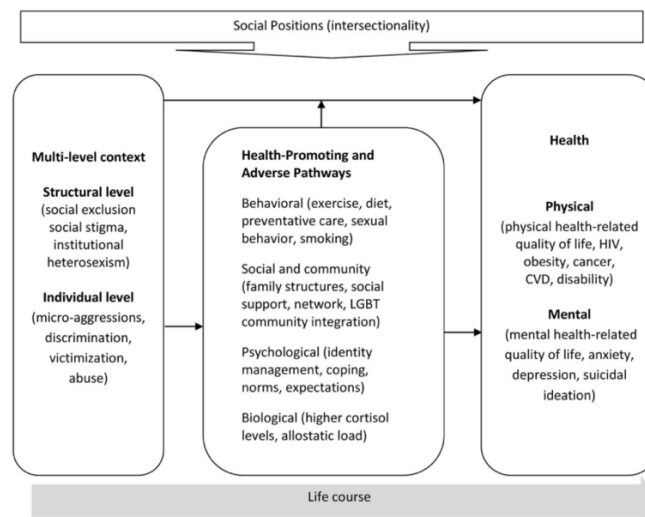 Social Positions (intersectionality)
Multi-level context
Structural level
(social exclusion
social stigma,
institutional
heterosexism)
Individual level
(micro-aggressions,
discrimination,
victimization,
abuse)
Health-Promoting and
Adverse Pathways
Behavioral (exercise, diet,
preventative care, sexual
behavior, smoking)
Social and community
(family structures, social
support, network, LGBT
community integration)
Psychological (identity
management, coping,
norms, expectations)
Biological (higher cortisol
levels, allostatic load)
Health
Physical
(physical health-related
quality of life, HIV,
obesity, cancer,
CVD, disability)
Mental
(mental health-related
quality of life, anxiety,
depression, suicidal
ideation)
Life course